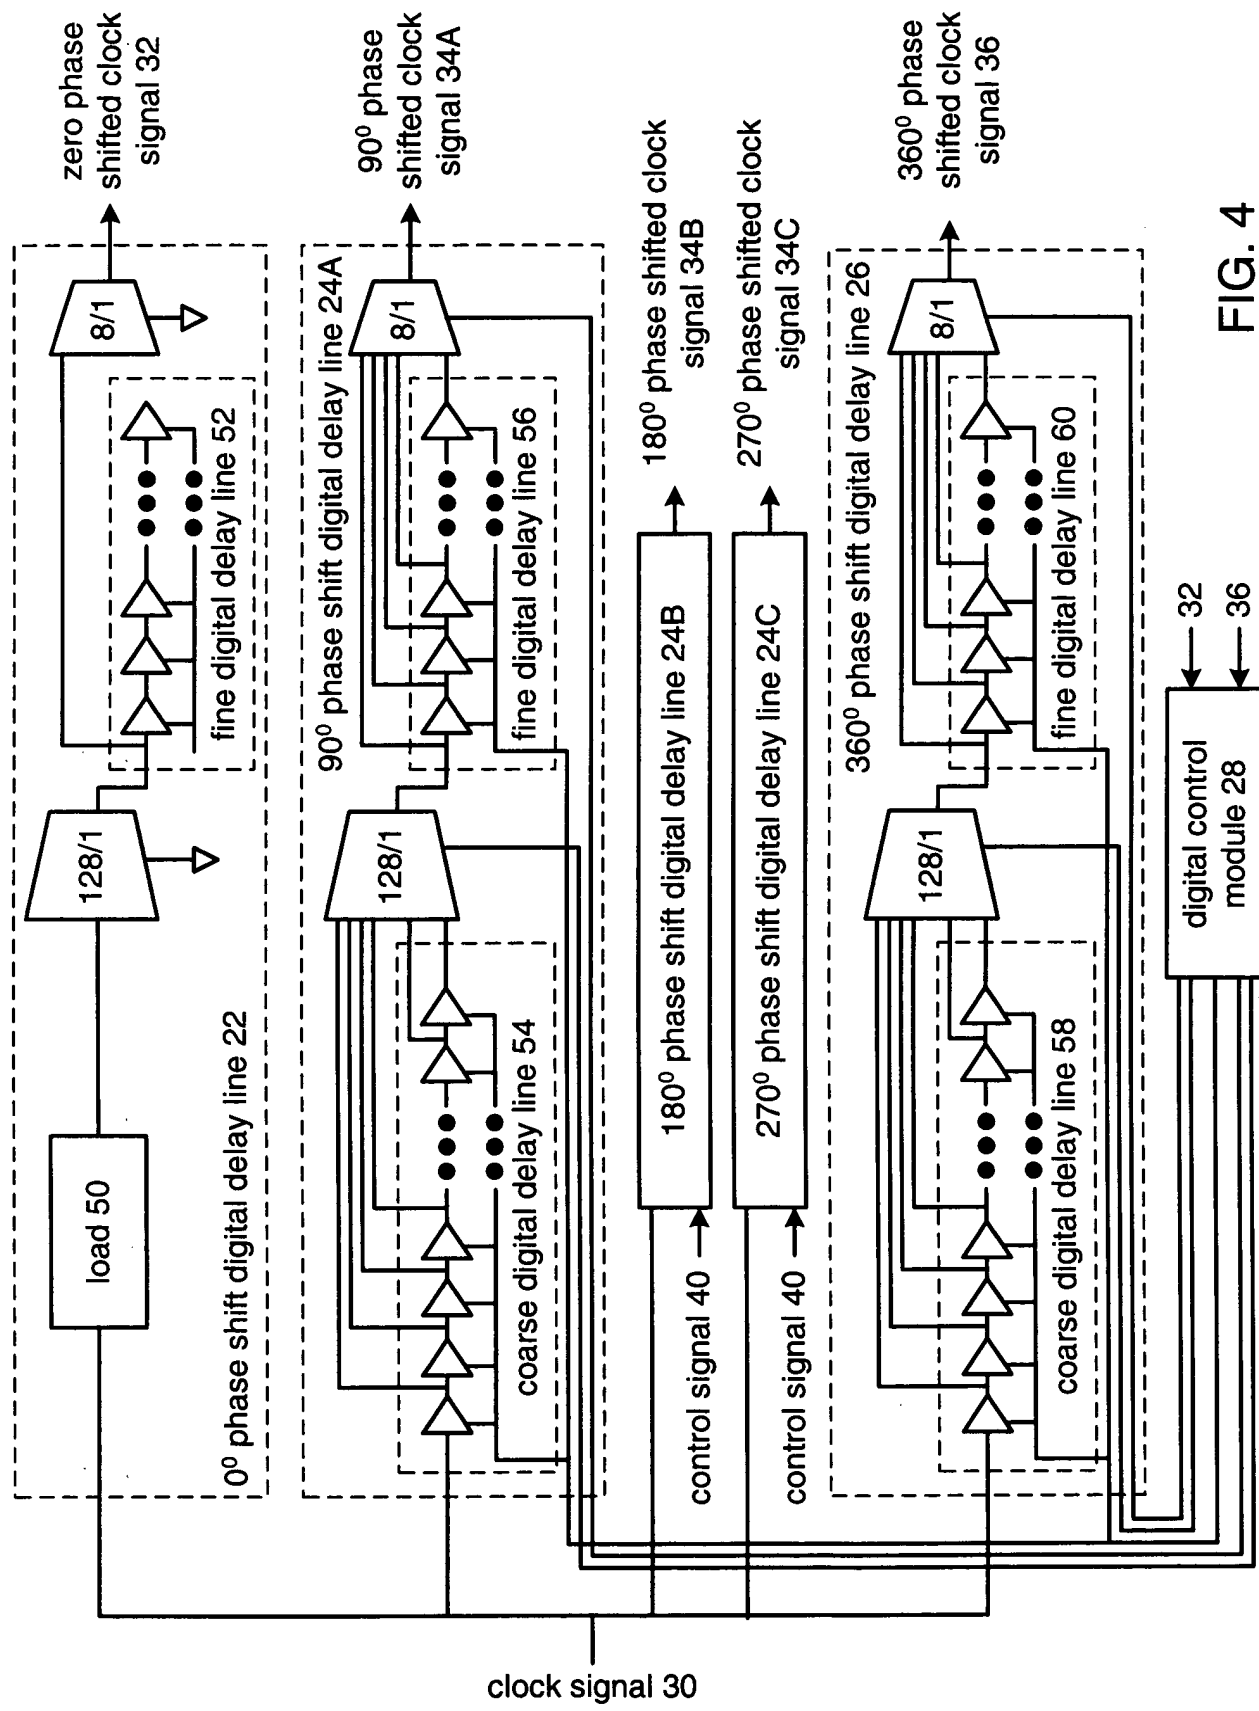 zero phase
shifted clock
signal 32
8/1
fine digital delay line 52
128/1
load 50
0⁰ phase shift digital delay line 22
90⁰ phase
shifted clock
signal 34A
90⁰ phase shift digital delay line 24A
8/1
fine digital delay line 56
128/1
coarse digital delay line 54
180⁰ phase shifted clock
signal 34B
180⁰ phase shift digital delay line 24B
control signal 40
270⁰ phase shifted clock
signal 34C
270⁰ phase shift digital delay line 24C
control signal 40
360⁰ phase
shifted clock
signal 36
360⁰ phase shift digital delay line 26
8/1
fine digital delay line 60
128/1
coarse digital delay line 58
32
36
digital control
module 28
clock signal 30
FIG. 4